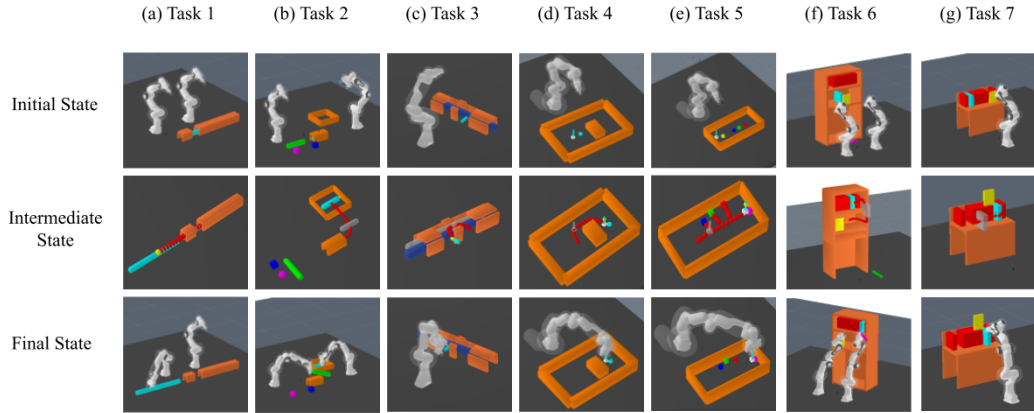 (a) Task 1 (b) Task 2 (c) Task 3 (d) Task 4 (e) Task 5 (f) Task 6 (g) Task 7
Initial State
Intermediate
State
Final State